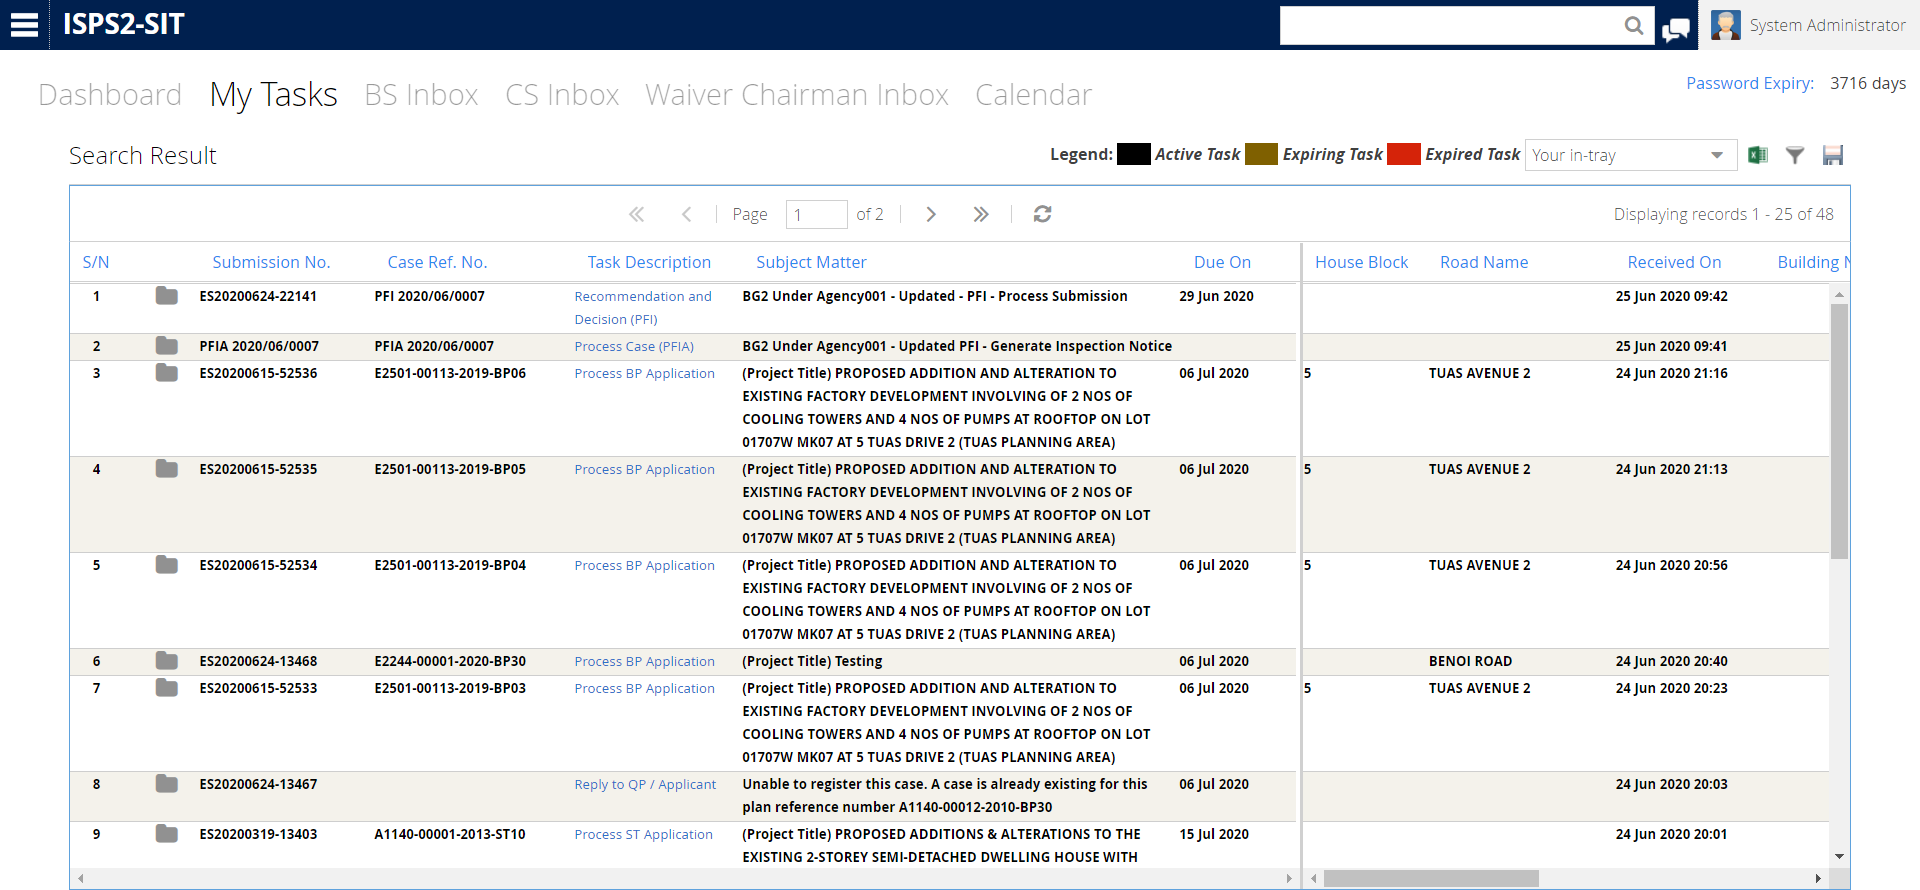 ISPS2-SIT
System Administrator
Dashboard My Tasks BS Inbox CS Inbox Waiver Chairman Inbox Calendar
Password Expiry: 3716 days
Search Result
Legend: Active Task Expiring Task Expired Task Your in-tray
Page 1 of 2
Displaying records 1 - 25 of 48
S/N Submission No. Case Ref. No. Task Description Subject Matter Due On House Block Road Name Received On Building N
1 ES20200624-22141 PFI 2020/06/0007 Recommendation and BG2 Under Agency001 - Updated - PFI - Process Submission 29 Jun 2020 25 Jun 2020 09:42
Decision (PFI)
2 PFIA 2020/06/0007 PFIA 2020/06/0007 Process Case (PFIA) BG2 Under Agency001 - Updated PFI - Generate Inspection Notice 25 Jun 2020 09:41
3 ES20200615-52536 E2501-00113-2019-BP06 Process BP Application (Project Title) PROPOSED ADDITION AND ALTERATION TO 06 Jul 2020 5 TUAS AVENUE 2 24 Jun 2020 21:16
EXISTING FACTORY DEVELOPMENT INVOLVING OF 2 NOS OF
COOLING TOWERS AND 4 NOS OF PUMPS AT ROOFTOP ON LOT
01707W MK07 AT 5 TUAS DRIVE 2 (TUAS PLANNING AREA)
4 ES20200615-52535 E2501-00113-2019-BP05 Process BP Application (Project Title) PROPOSED ADDITION AND ALTERATION TO 06 Jul 2020 5 TUAS AVENUE 2 24 Jun 2020 21:13
EXISTING FACTORY DEVELOPMENT INVOLVING OF 2 NOS OF
COOLING TOWERS AND 4 NOS OF PUMPS AT ROOFTOP ON LOT
01707W MK07 AT 5 TUAS DRIVE 2 (TUAS PLANNING AREA)
5 ES20200615-52534 E2501-00113-2019-BP04 Process BP Application (Project Title) PROPOSED ADDITION AND ALTERATION TO 06 Jul 2020 5 TUAS AVENUE 2 24 Jun 2020 20:56
EXISTING FACTORY DEVELOPMENT INVOLVING OF 2 NOS OF
COOLING TOWERS AND 4 NOS OF PUMPS AT ROOFTOP ON LOT
01707W MK07 AT 5 TUAS DRIVE 2 (TUAS PLANNING AREA)
6 ES20200624-13468 E2244-00001-2020-BP30 Process BP Application (Project Title) Testing 06 Jul 2020 BENOI ROAD 24 Jun 2020 20:40
7 ES20200615-52533 E2501-00113-2019-BP03 Process BP Application (Project Title) PROPOSED ADDITION AND ALTERATION TO 06 Jul 2020 5 TUAS AVENUE 2 24 Jun 2020 20:23
EXISTING FACTORY DEVELOPMENT INVOLVING OF 2 NOS OF
COOLING TOWERS AND 4 NOS OF PUMPS AT ROOFTOP ON LOT
01707W MK07 AT 5 TUAS DRIVE 2 (TUAS PLANNING AREA)
8 ES20200624-13467 Reply to QP / Applicant Unable to register this case. A case is already existing for this 06 Jul 2020 24 Jun 2020 20:03
plan reference number A1140-00012-2010-BP30
9 ES20200319-13403 A1140-00001-2013-ST10 Process ST Application (Project Title) PROPOSED ADDITIONS & ALTERATIONS TO THE 15 Jul 2020 24 Jun 2020 20:01
EXISTING 2-STOREY SEMI-DETACHED DWELLING HOUSE WITH